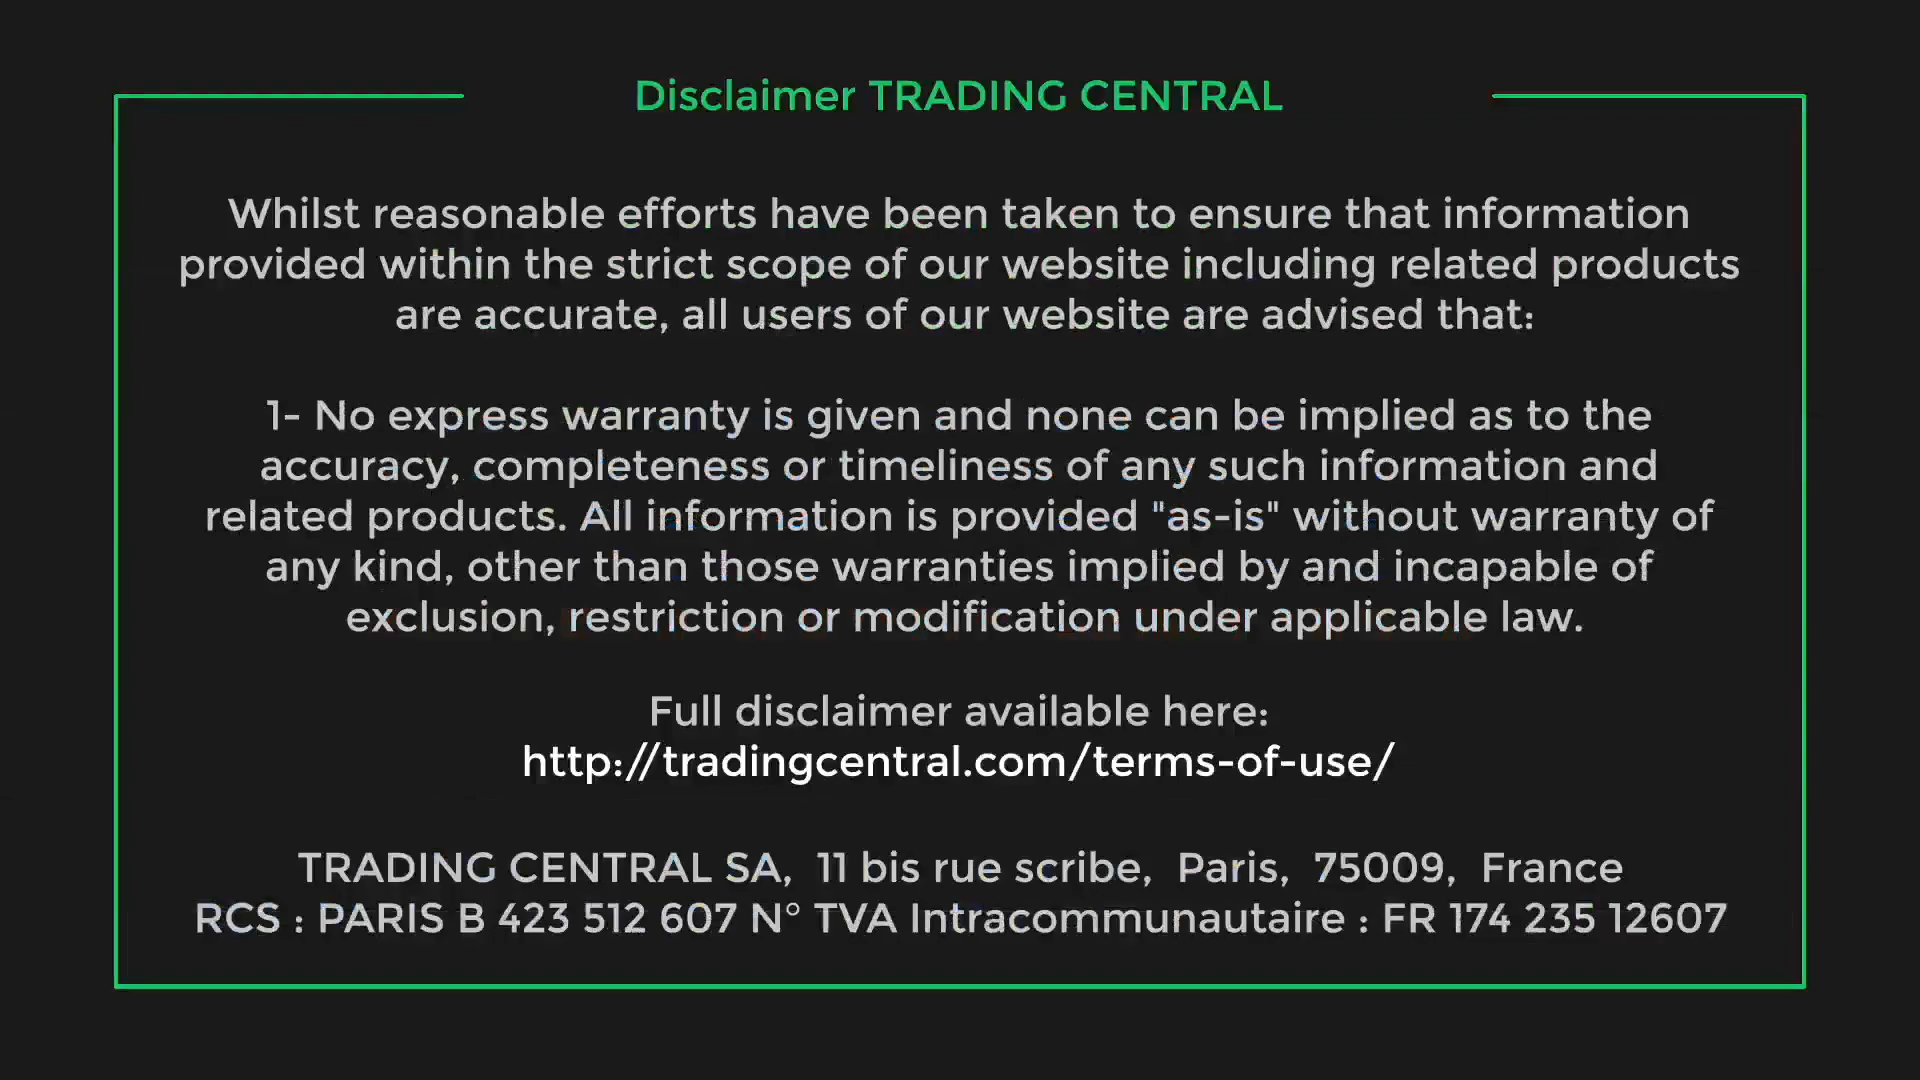 Disclaimer TRADING CENTRAL
Whilst reasonable efforts have been taken to ensure that information
provided within the strict scope of our website including related products
are accurate, all users of our website are advised that:
1- No express warranty is given and none can be implied as to the
accuracy, completeness or timeliness of any such information and
related products. All information is provided "as-is" without warranty of
any kind, other than those warranties implied by and incapable of
exclusion, restriction or modification under applicable law.
Full disclaimer available here:
http://tradingcentral.com/terms-of-use/
TRADING CENTRAL SA, 11 bis rue scribe, Paris, 75009, France
RCS : PARIS B 423 512 607 N° TVA Intracommunautaire : FR 174 235 12607